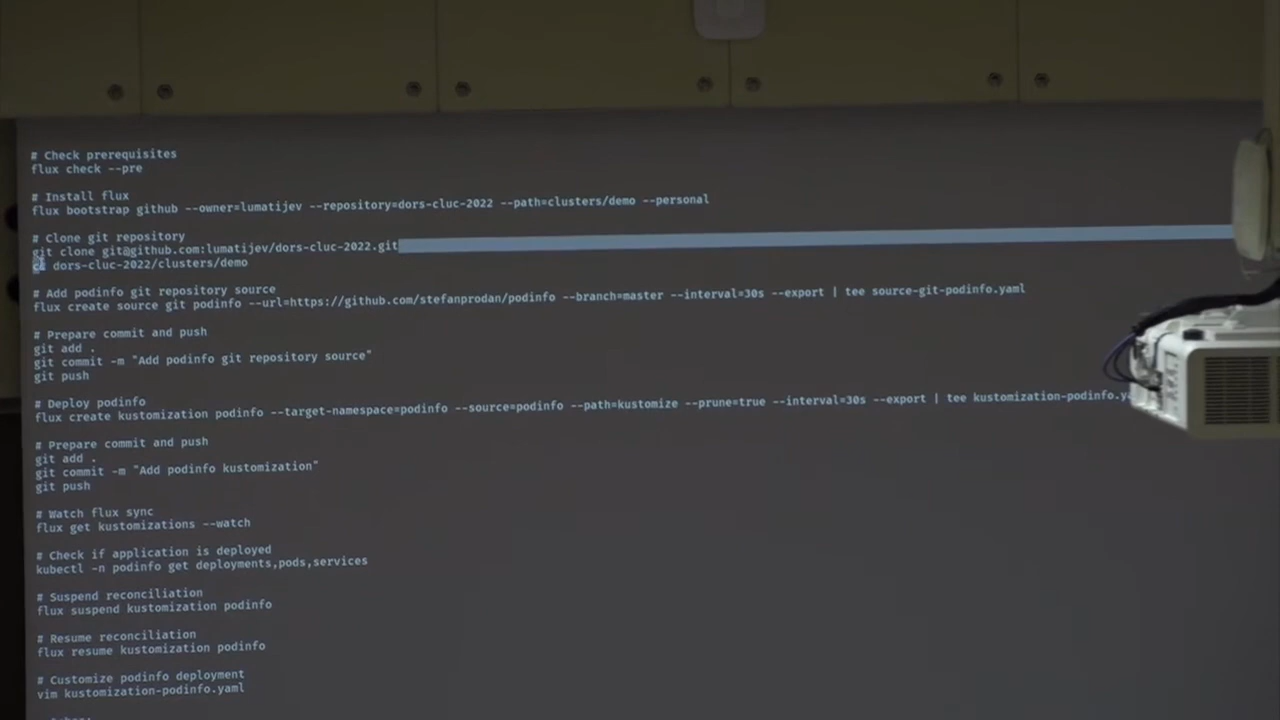 # Check prerequisites
flux check --pre
# Install flux
flux bootstrap github --owner=lumatijev --repository=dors-cluc-2022 --path=clusters/demo --personal
# Clone git repository
git clone git@github.com:lumatijev/dors-cluc-2022.git
cd dors-cluc-2022/clusters/demo
# Add podinfo git repository source
flux create source git podinfo --url=https://github.com/stefanprodan/podinfo --branch=master --interval=30s --export | tee source-git-podinfo.yaml
# Prepare commit and push
git add .
git commit -m "Add podinfo git repository source"
git push
# Deploy podinfo
flux create kustomization podinfo --target-namespace=podinfo --source=podinfo --path=kustomize --prune=true --interval=30s --export | tee
# Prepare commit and push
git add .
git commit -m "Add podinfo kustomization"
git push
# Watch flux sync
flux get kustomizations --watch
# Check if application is deployed
kubectl -n podinfo get deployments,pods,services
# Suspend reconciliation
flux suspend kustomization podinfo
# Resume reconciliation
flux resume kustomization podinfo
# Customize podinfo deployment
vim kustomization-podinfo.yaml